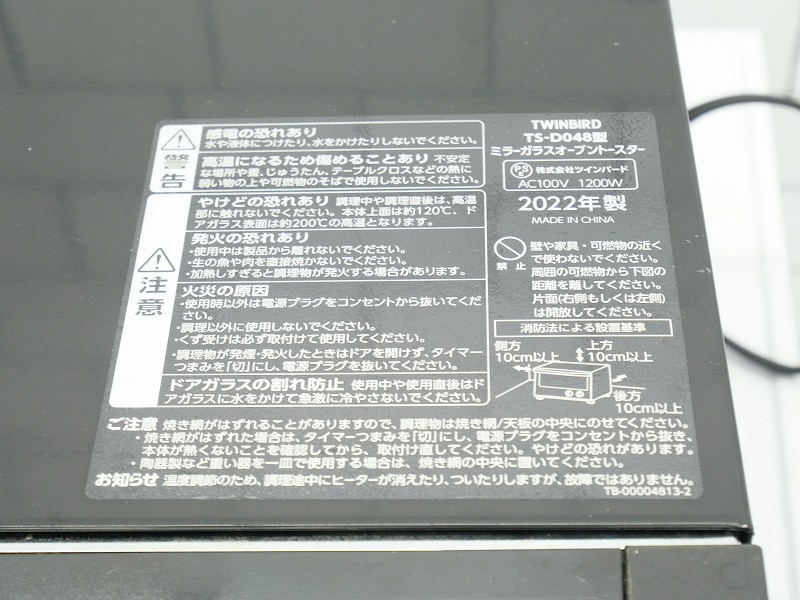 警告
感電の恐れあり
水や液体につけたり、水をかけたりしないでください。
高温になるため傷めることあり 不安定
な場所や畳、じゅうたん、テーブルクロスなどの熱に
弱い物の上や可燃物のそばで使用しないでください。
注意
やけどの恐れあり 調理中や調理直後は、高温
部に触れないでください。本体上面は約120℃、ド
アガラス表面は約200℃の高温となります。
発火の恐れあり
・使用中は製品から離れないでください。
・生の魚や肉を直接焼かないでください。
・加熱しすぎると調理物が発火する場合があります。
火災の原因
・使用時以外は電源プラグをコンセントから抜いてくだ
さい。
・調理以外に使用しないでください。
・くず受けは必ず取付けて使用してください。
・調理物が発煙・発火したときはドアを開けず、タイマー
つまみを「切」にし、電源プラグを抜いてください。
ドアガラスの割れ防止 使用中や使用直後はド
アガラスに水をかけて急激に冷やさないでください。
TWINBIRD
TS-D048型
ミラーガラスオーブントースター
PS E 株式会社ツインバード
AC100V 1200W
2022年製
MADE IN CHINA
禁止
壁や家具・可燃物の近く
で使わないでください。
周囲の可燃物から下図の
距離を離してください。
片面(右側もしくは左側)
は開放してください。
消防法による設置基準
側方
10cm以上
上方
10cm以上
後方
10cm以上
ご注意 焼き網がはずれることがありますので、調理物は焼き網/天板の中央にのせてください。
・焼き網がはずれた場合は、タイマーつまみを「切」にし、電源プラグをコンセントから抜き、
本体が熱くないことを確認してから、取付け直してください。やけどの恐れがあります。
・陶器製など重い器を一皿で使用する場合は、焼き網の中央に置いてください。
お知らせ 温度調節のため、調理途中にヒーターが消えたり、ついたりしますが、故障ではありません。
TB-00004813-2